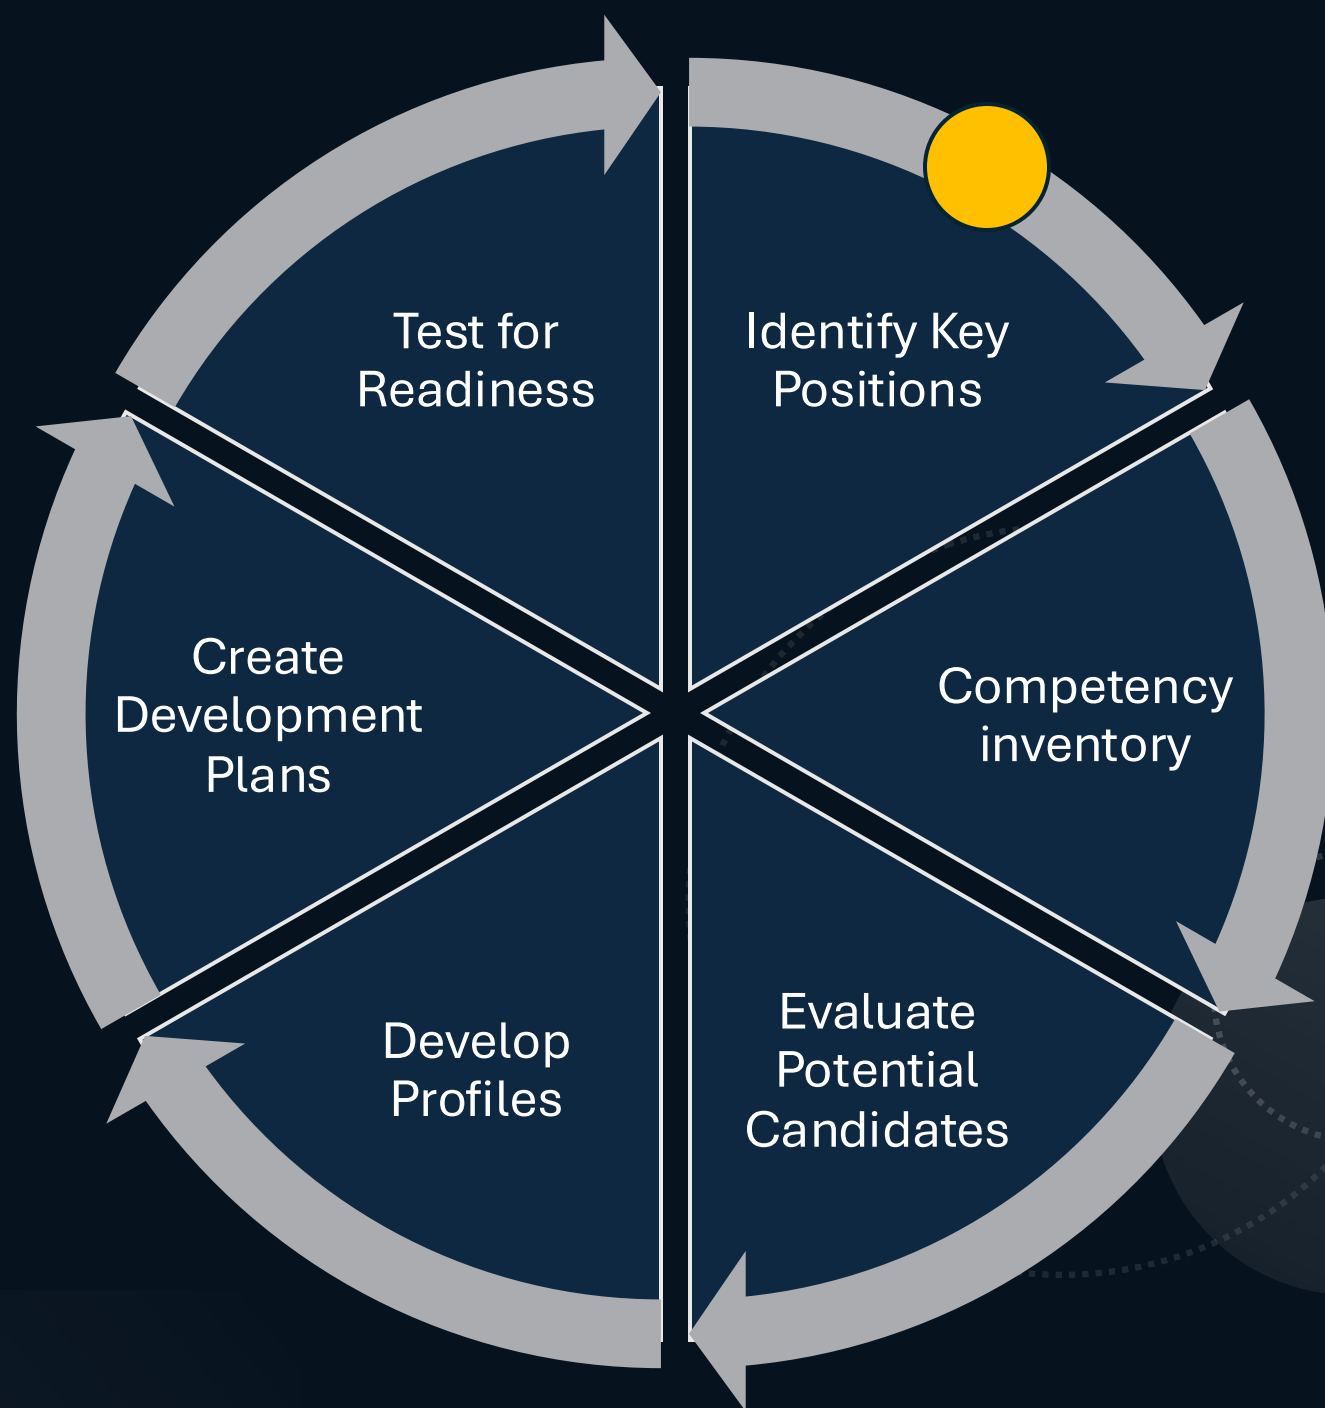 Test for
Readiness
Identify Key
Positions
Create
Development
Plans
Competency
inventory
Develop
Profiles
Evaluate
Potential
Candidates